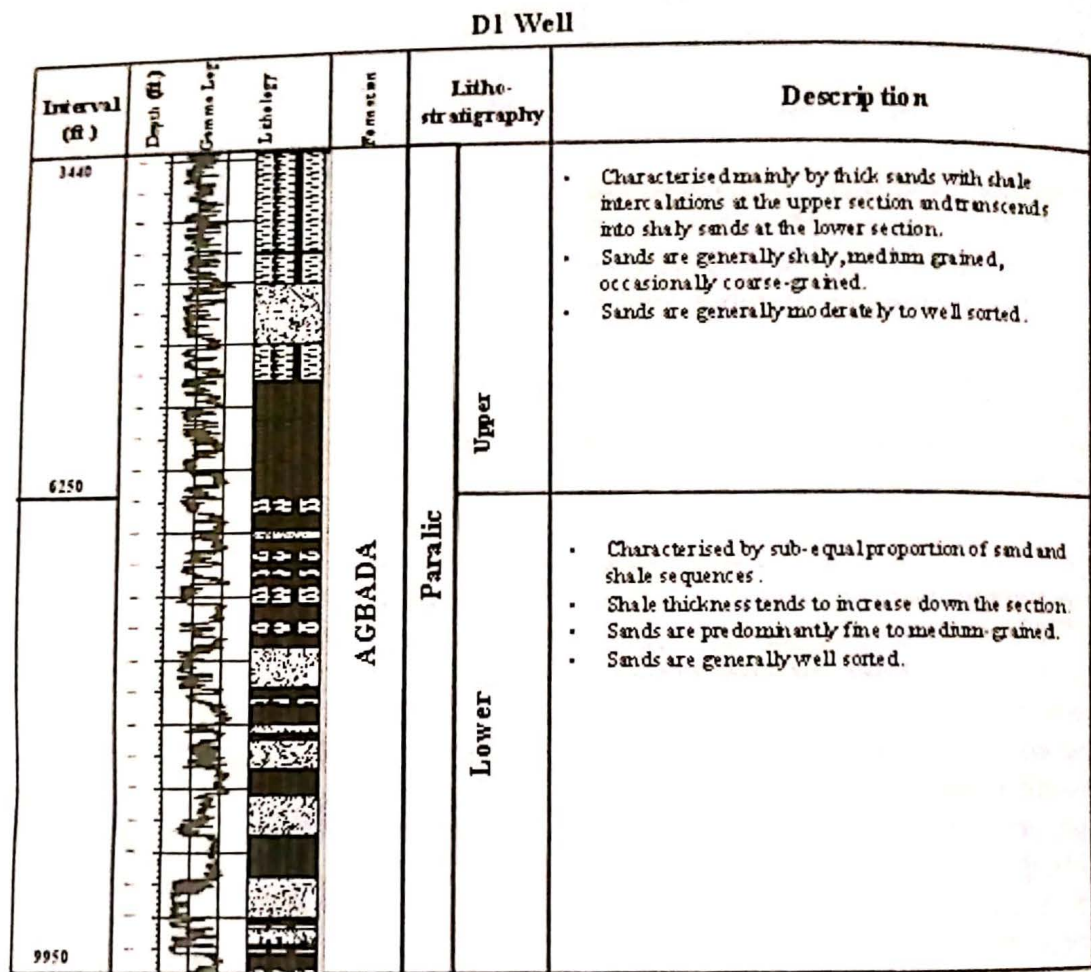 D1 Well
Interval
(ft)
Depth (ft)
Gamma Log
Lithology
Formation
Litho-
stratigraphy
Description
3440
6250
9950
AGBADA
Paralic
Upper
Lower
• Characterised mainly by thick sands with shale
intercalations at the upper section and transcends
into shaly sands at the lower section.
• Sands are generally shaly, medium grained,
occasionally coarse-grained.
• Sands are generally moderately to well sorted.
• Characterised by sub-equal proportion of sand and
shale sequences.
• Shale thickness tends to increase down the section.
• Sands are predominantly fine to medium-grained.
• Sands are generally well sorted.